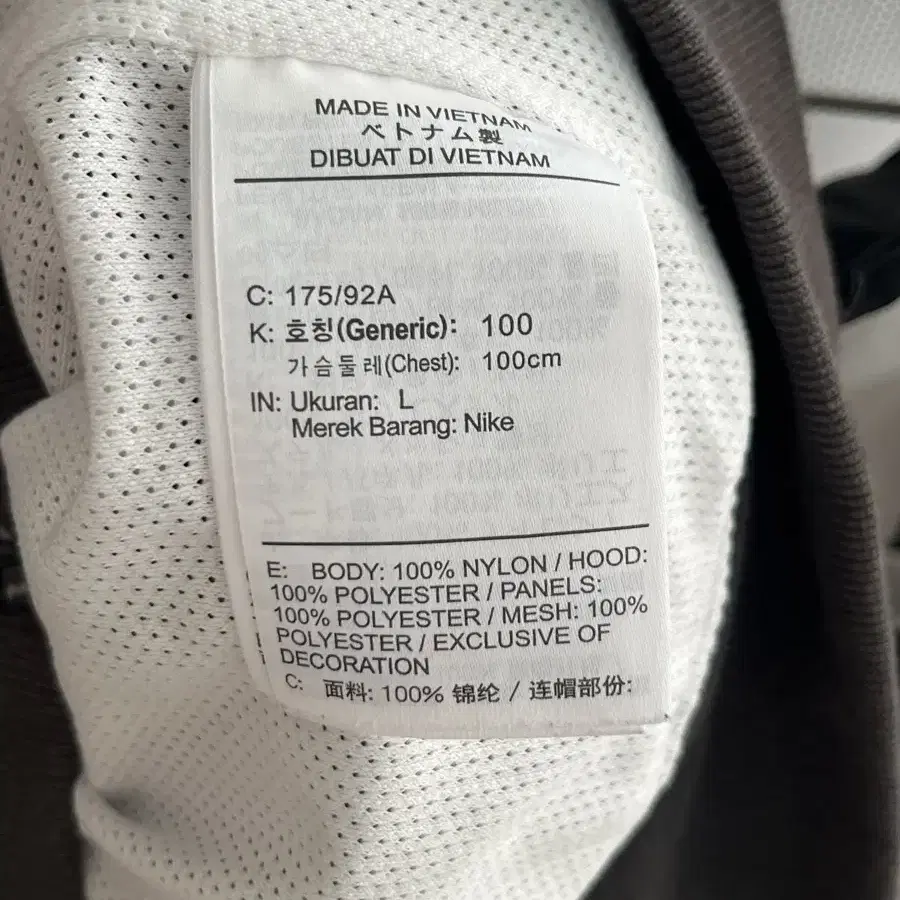 MADE IN VIETNAM
ベトナム製
DIBUAT DI VIETNAM
C: 175/92A
K: 호칭(Generic): 100
가슴둘레(Chest): 100cm
IN: Ukuran: L
Merek Barang: Nike
E: BODY: 100% NYLON / HOOD:
100% POLYESTER / PANELS:
100% POLYESTER / MESH: 100%
POLYESTER / EXCLUSIVE OF
DECORATION
C: 面料: 100% 锦纶 / 连帽部份: